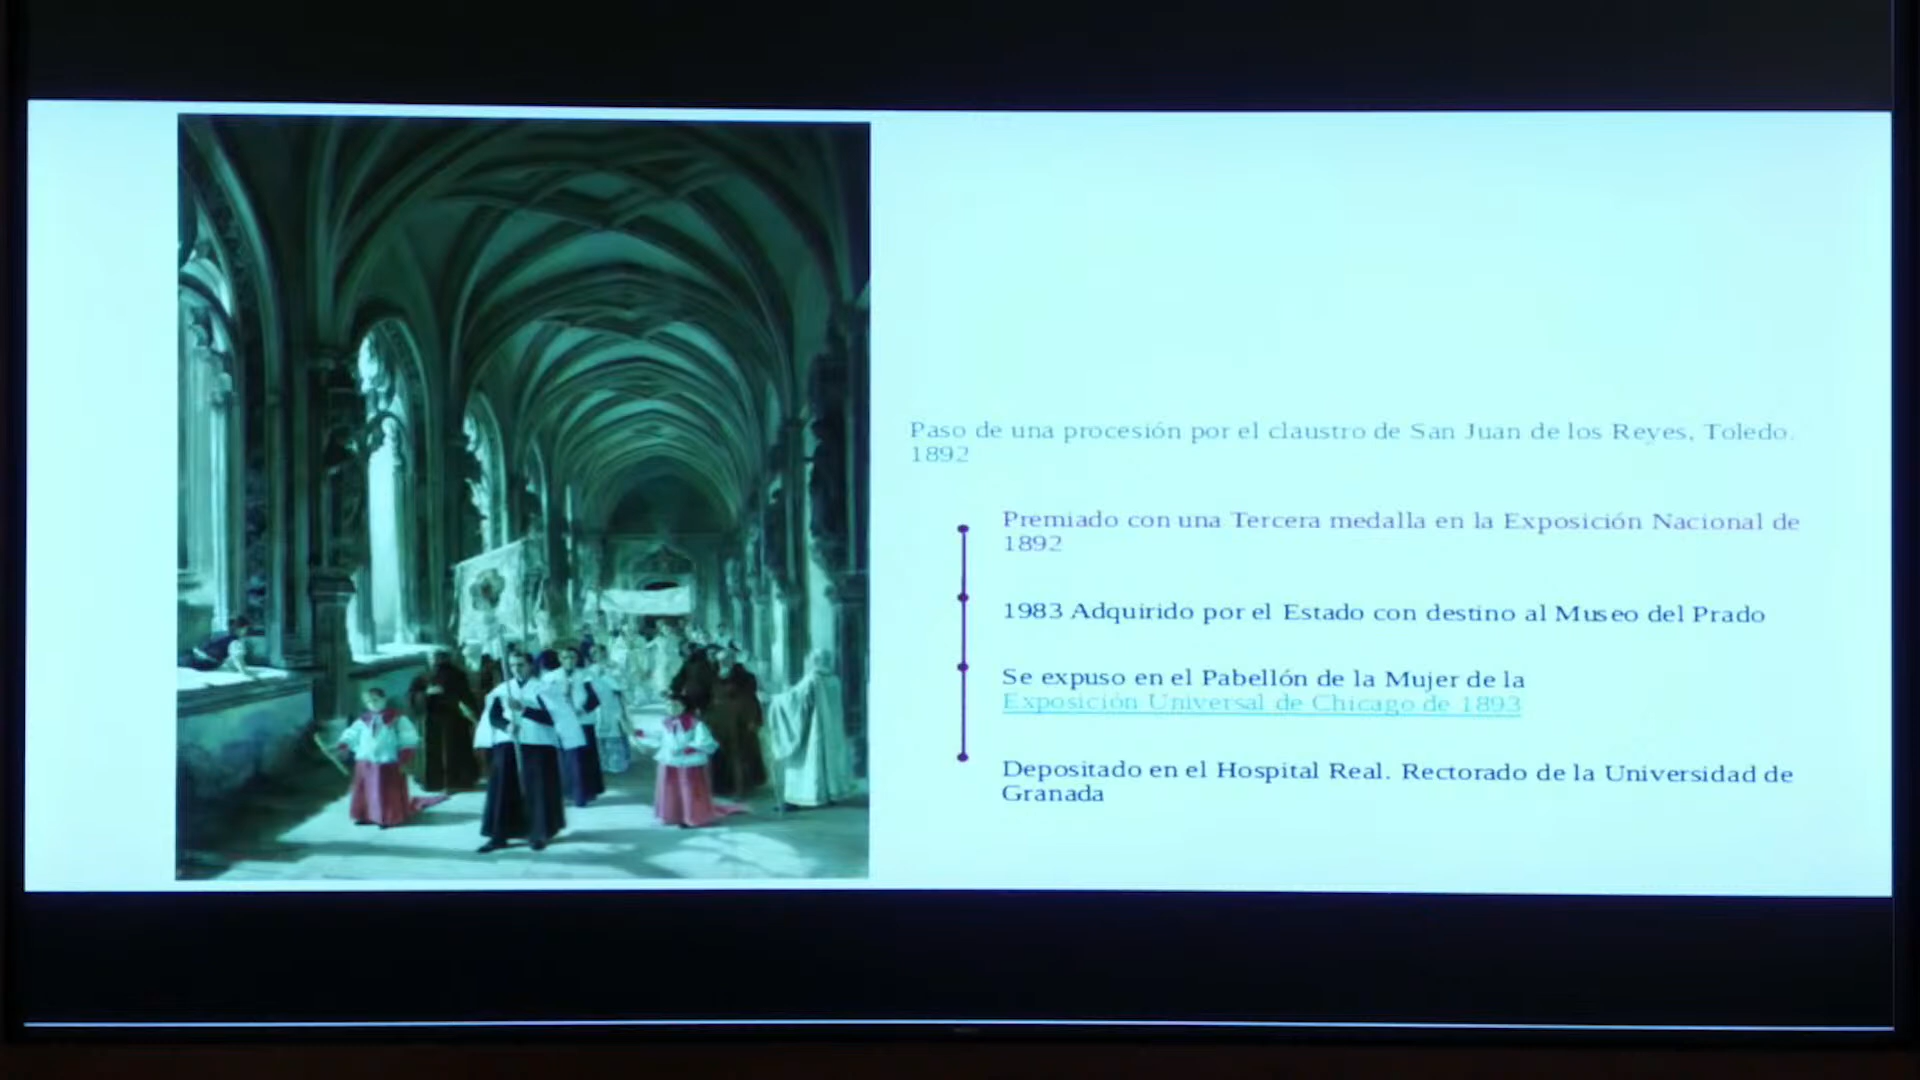 Paso de una procesión por el claustro de San Juan de los Reyes, Toledo.
1892
Premiado con una Tercera medalla en la Exposición Nacional de
1892
1983 Adquirido por el Estado con destino al Museo del Prado
Se expuso en el Pabellón de la Mujer de la
Exposición Universal de Chicago de 1893
Depositado en el Hospital Real. Rectorado de la Universidad de
Granada